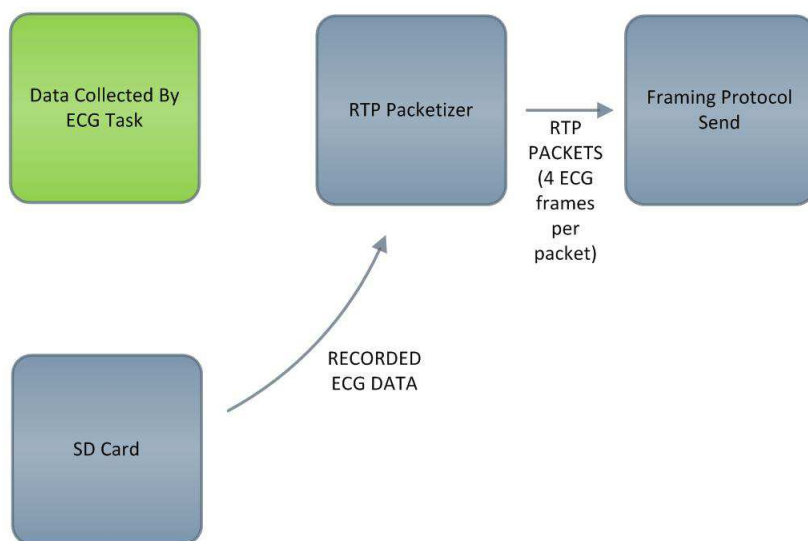 Data Collected By
ECG Task
RTP Packetizer
Framing Protocol
Send
RTP
PACKETS
(4 ECG
frames
per
packet)
RECORDED
ECG DATA
SD Card